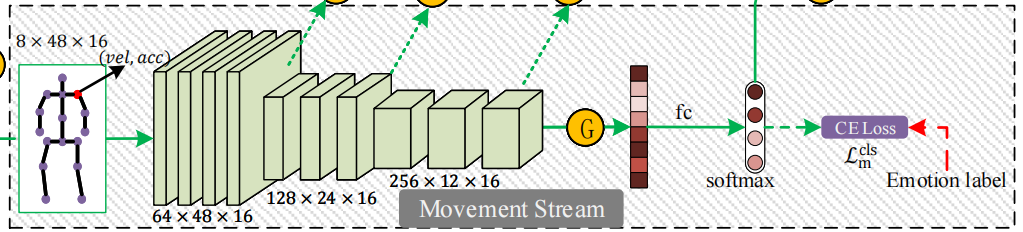 8 × 48 × 16
(vel, acc)
64 × 48 × 16
128 × 24 × 16
256 × 12 × 16
G
fc
softmax
CE Loss
ℒ_m^cls
Emotion label
Movement Stream